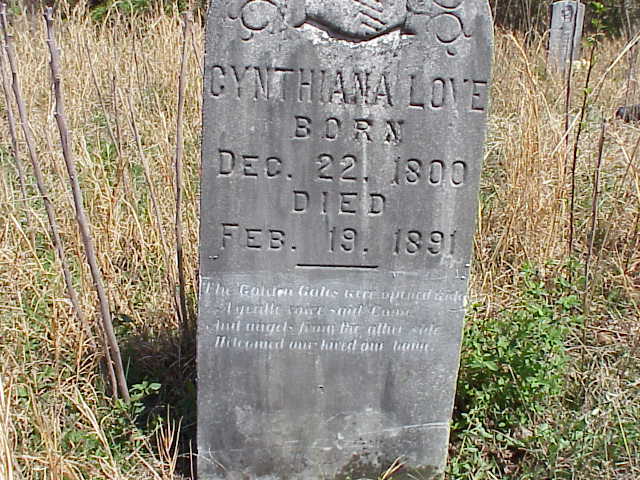 CYNTHIANA LOVE
BORN
DEC. 22. 1800
DIED
FEB. 19. 1891
The Golden Gates were opened wide
A gentle voice said Come
And angels from the other side
Welcomed our loved one home.